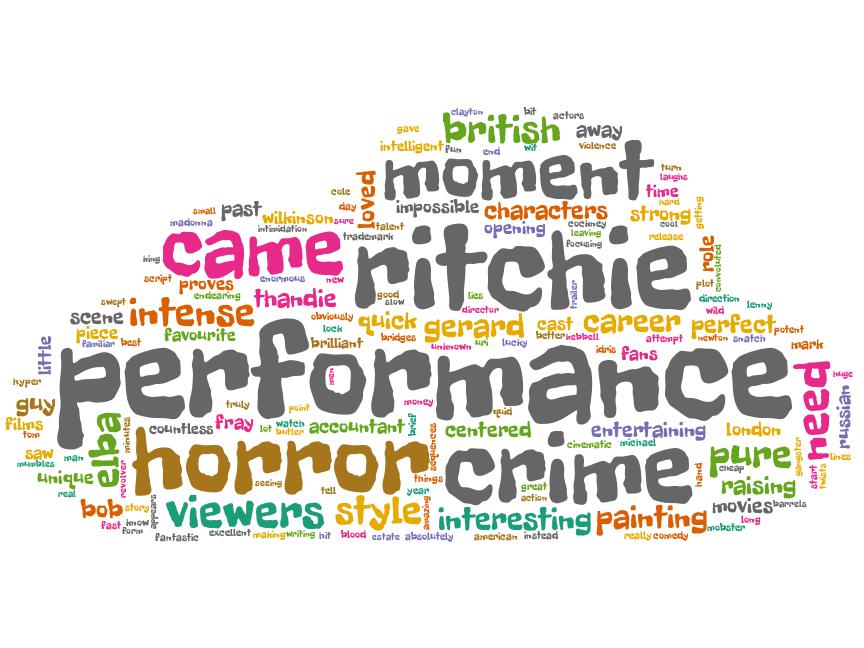 clayton bit actors
gave british away
intelligent fun end wit violence
moment
turn
laughs
cole loved time
hard
small past day impossible characters strong getting
madonna wilkinson sure talent opening cockney cool
intimidation trademark leaving release
king came ritchie focusing role
convoluted
script proves enormous new good trailer plot
endearing thandie slow lies direction
swept intense director wild lenny
scene obviously quick gerard cast career perfect potent
piece favourite lock bridges better kebbell attempt newton snatch
familiar best brilliant unknown uri lucky idris fans mark
little
performance
hyper men need huge
guy truly point money quid russian
films elba countless fray lot watch accountant brief centered entertaining london
tom minutes butler
saw horror crime cinematic michael pure gangster lines
mumbles man sequences cheap start twists
unique revolver seeing things hand
real tell year great raising
action
bob story appears viewers style amazing interesting painting movies barrels
fast know long
form mobster
fantastic excellent making writing hit blood estate absolutely american instead really comedy